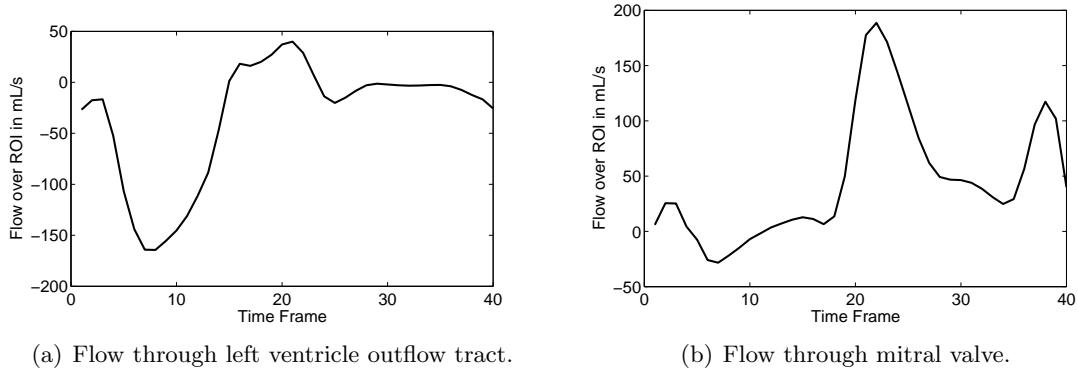 50
0
−50
−100
−150
−200
0 10 20 30 40
Time Frame
Flow over ROI in mL/s
(a) Flow through left ventricle outflow tract.
200
150
100
50
0
−50
0 10 20 30 40
Time Frame
Flow over ROI in mL/s
(b) Flow through mitral valve.